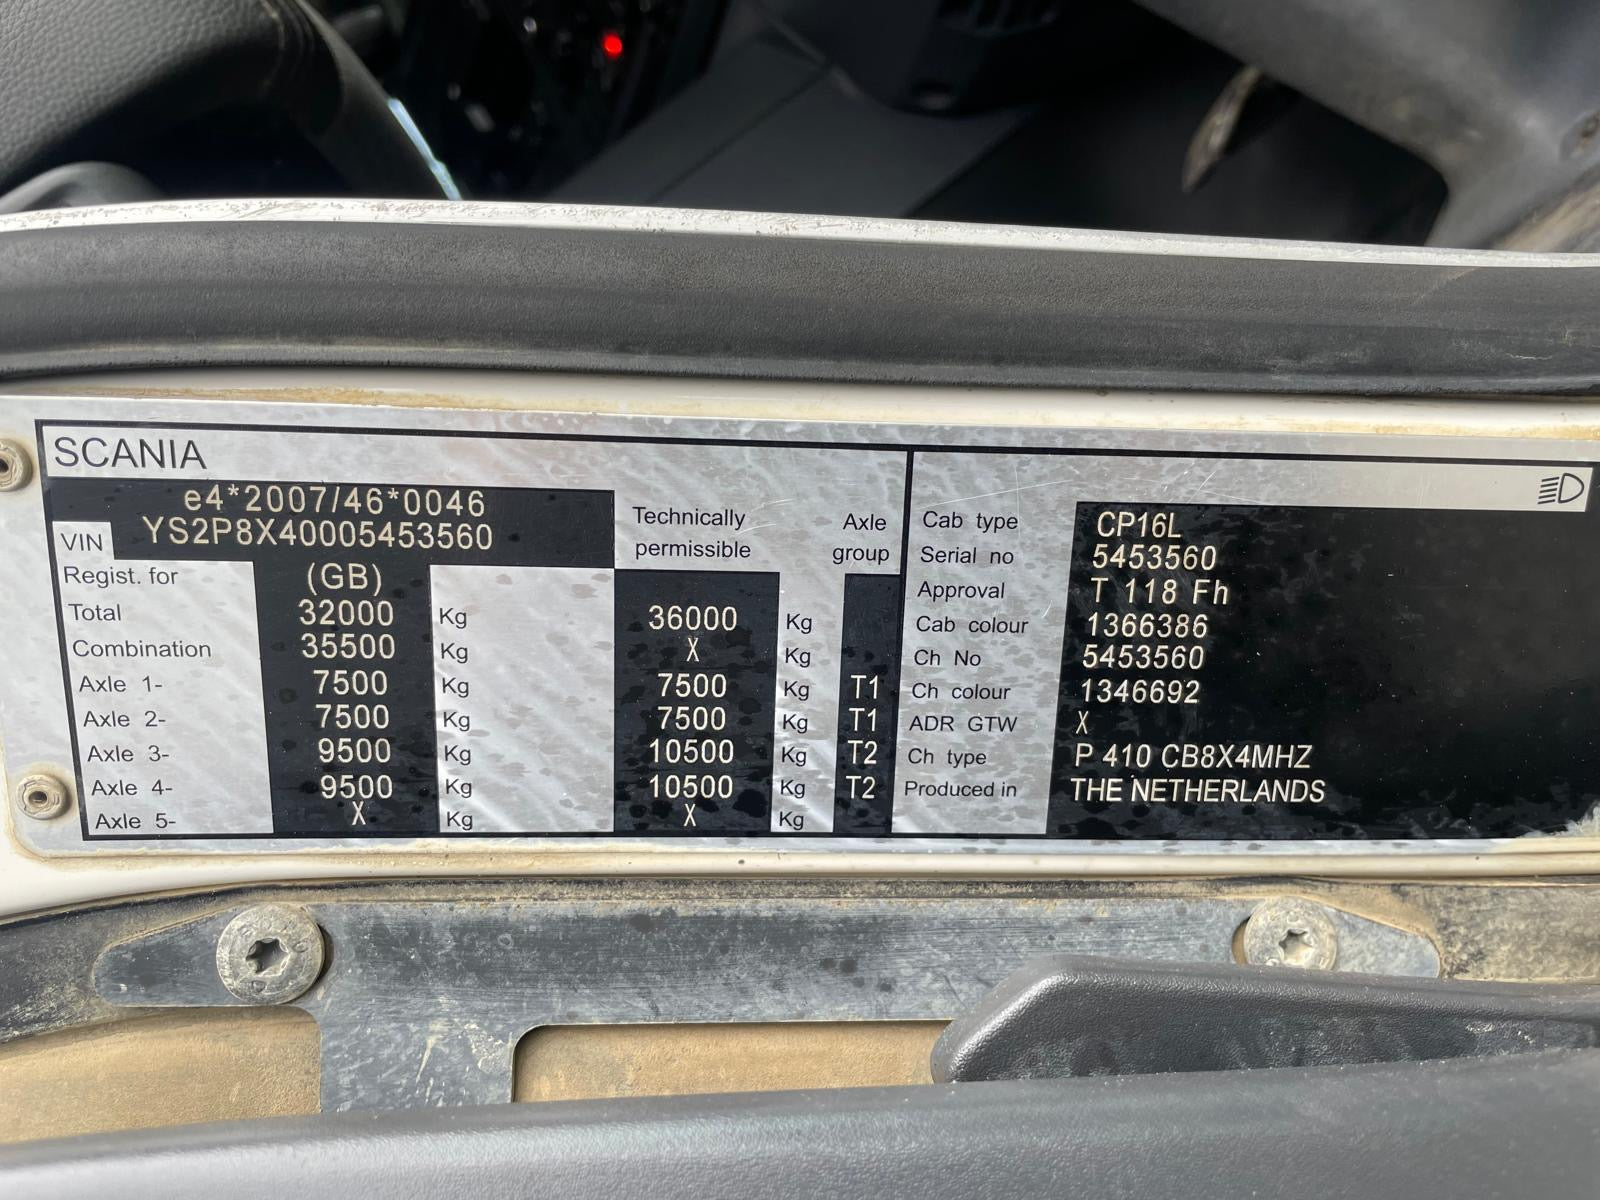 SCANIA
e4*2007/46*0046
VIN YS2P8X40005453560
Technically permissible
Axle group
Regist. for (GB)
Total 32000 Kg 36000 Kg
Combination 35500 Kg X Kg
Axle 1- 7500 Kg 7500 Kg T1
Axle 2- 7500 Kg 7500 Kg T1
Axle 3- 9500 Kg 10500 Kg T2
Axle 4- 9500 Kg 10500 Kg T2
Axle 5- X Kg X Kg
Cab type CP16L
Serial no 5453560
Approval T 118 Fh
Cab colour 1366386
Ch No 5453560
Ch colour 1346692
ADR GTW X
Ch type P 410 CB8X4MHZ
Produced in THE NETHERLANDS